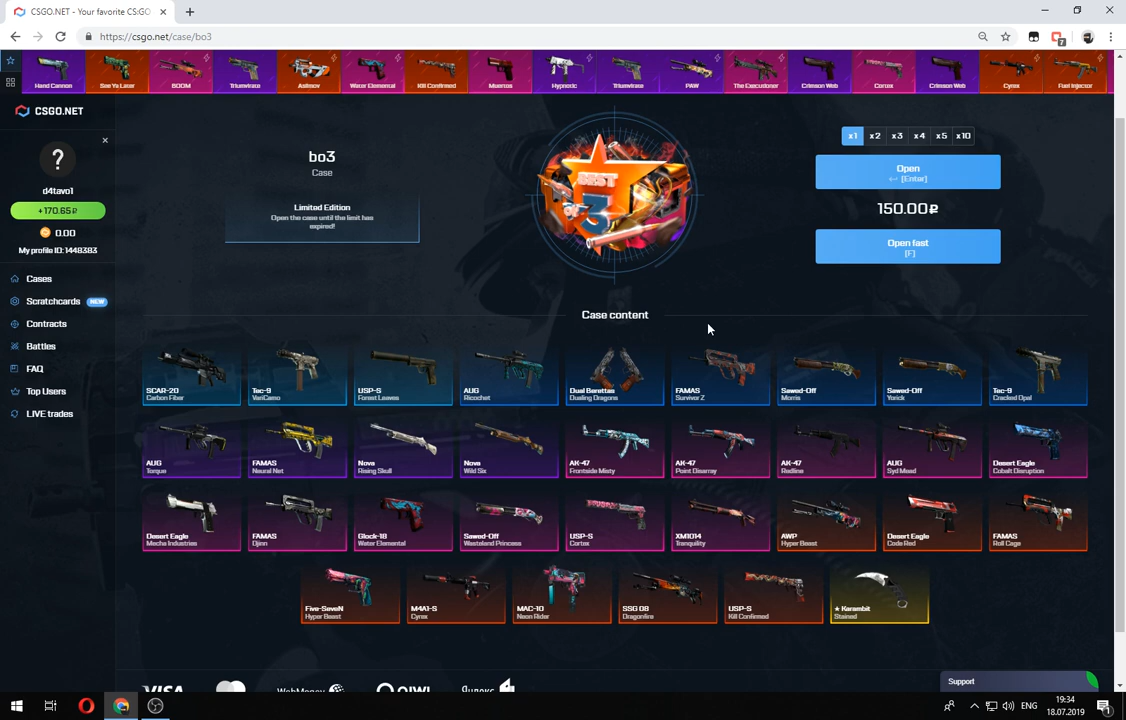 CSGO.NET - Your favorite CS:GO
https://csgo.net/case/bo3
7
Hand Cannon
See Ya Later
BOOM
Triumvirate
Asiimov
Water Elemental
Kill Confirmed
Muertos
Hypnotic
Triumvirate
PAW
The Executioner
Crimson Web
Cortex
Crimson Web
Cyrex
Fuel Injector
CSGO.NET
?
d4tavo1
+170.65₽
0.00
My profile ID: 1448383
Cases
Scratchcards NEW
Contracts
Battles
FAQ
Top Users
LIVE trades
bo3
Case
Limited Edition
Open the case until the limit has
expired!
BEST
OF
3
x1 x2 x3 x4 x5 x10
Open
[Enter]
150.00₽
Open fast
[F]
Case content
SCAR-20
Carbon Fiber
Tec-9
VariCamo
USP-S
Forest Leaves
AUG
Ricochet
Dual Berettas
Dualing Dragons
FAMAS
Survivor Z
Sawed-Off
Morris
Sawed-Off
Yorick
Tec-9
Cracked Opal
AUG
Torque
FAMAS
Neural Net
Nova
Rising Skull
Nova
Wild Six
AK-47
Frontside Misty
AK-47
Point Disarray
AK-47
Redline
AUG
Syd Mead
Desert Eagle
Cobalt Disruption
Desert Eagle
Mecha Industries
FAMAS
Djinn
Glock-18
Water Elemental
Sawed-Off
Wasteland Princess
USP-S
Cortex
XM1014
Tranquility
AWP
Hyper Beast
Desert Eagle
Code Red
FAMAS
Roll Cage
Five-SeveN
Hyper Beast
M4A1-S
Cyrex
MAC-10
Neon Rider
SSG 08
Dragonfire
USP-S
Kill Confirmed
★ Karambit
Stained
VISA
WebMoney
QIWI
Яндекс
Support
ENG
19:34
18.07.2019
1